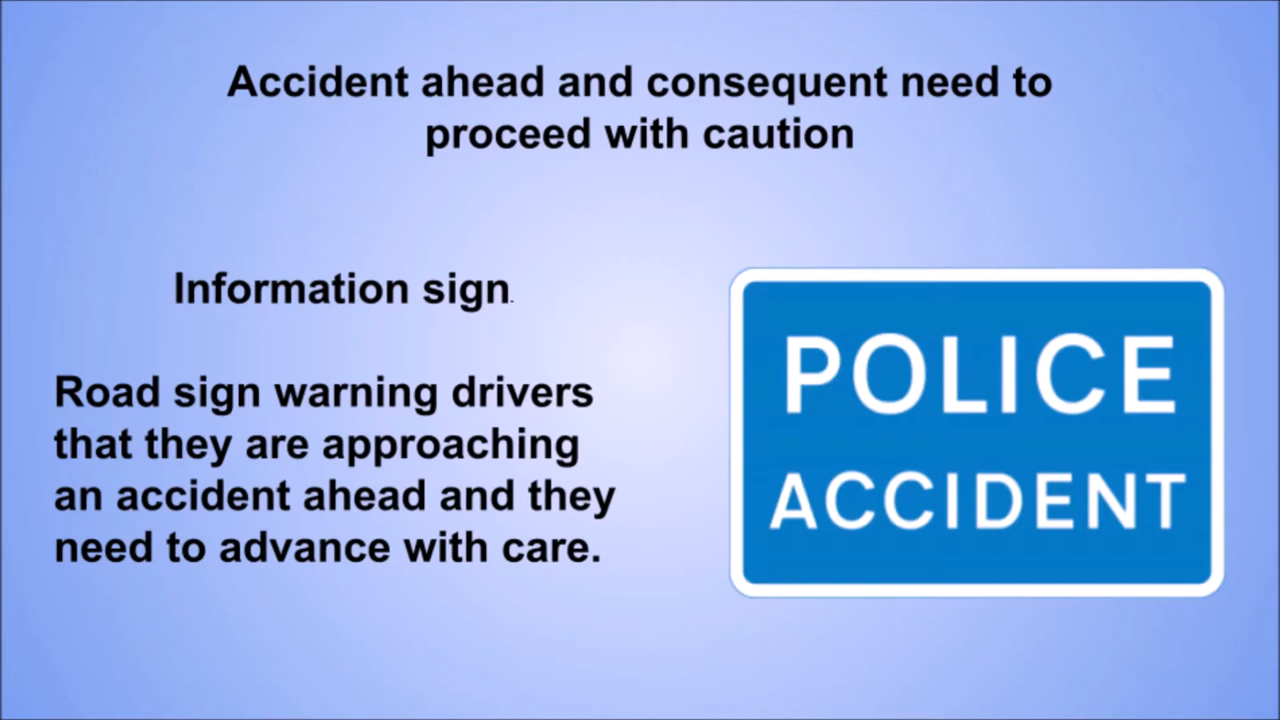 Accident ahead and consequent need to
proceed with caution
Information sign.
Road sign warning drivers
that they are approaching
an accident ahead and they
need to advance with care.
POLICE
ACCIDENT